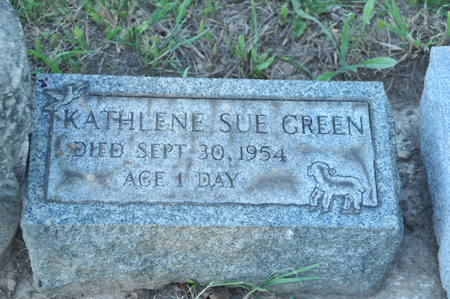 KATHLENE SUE GREEN
DIED SEPT. 30, 1954
AGE 1 DAY